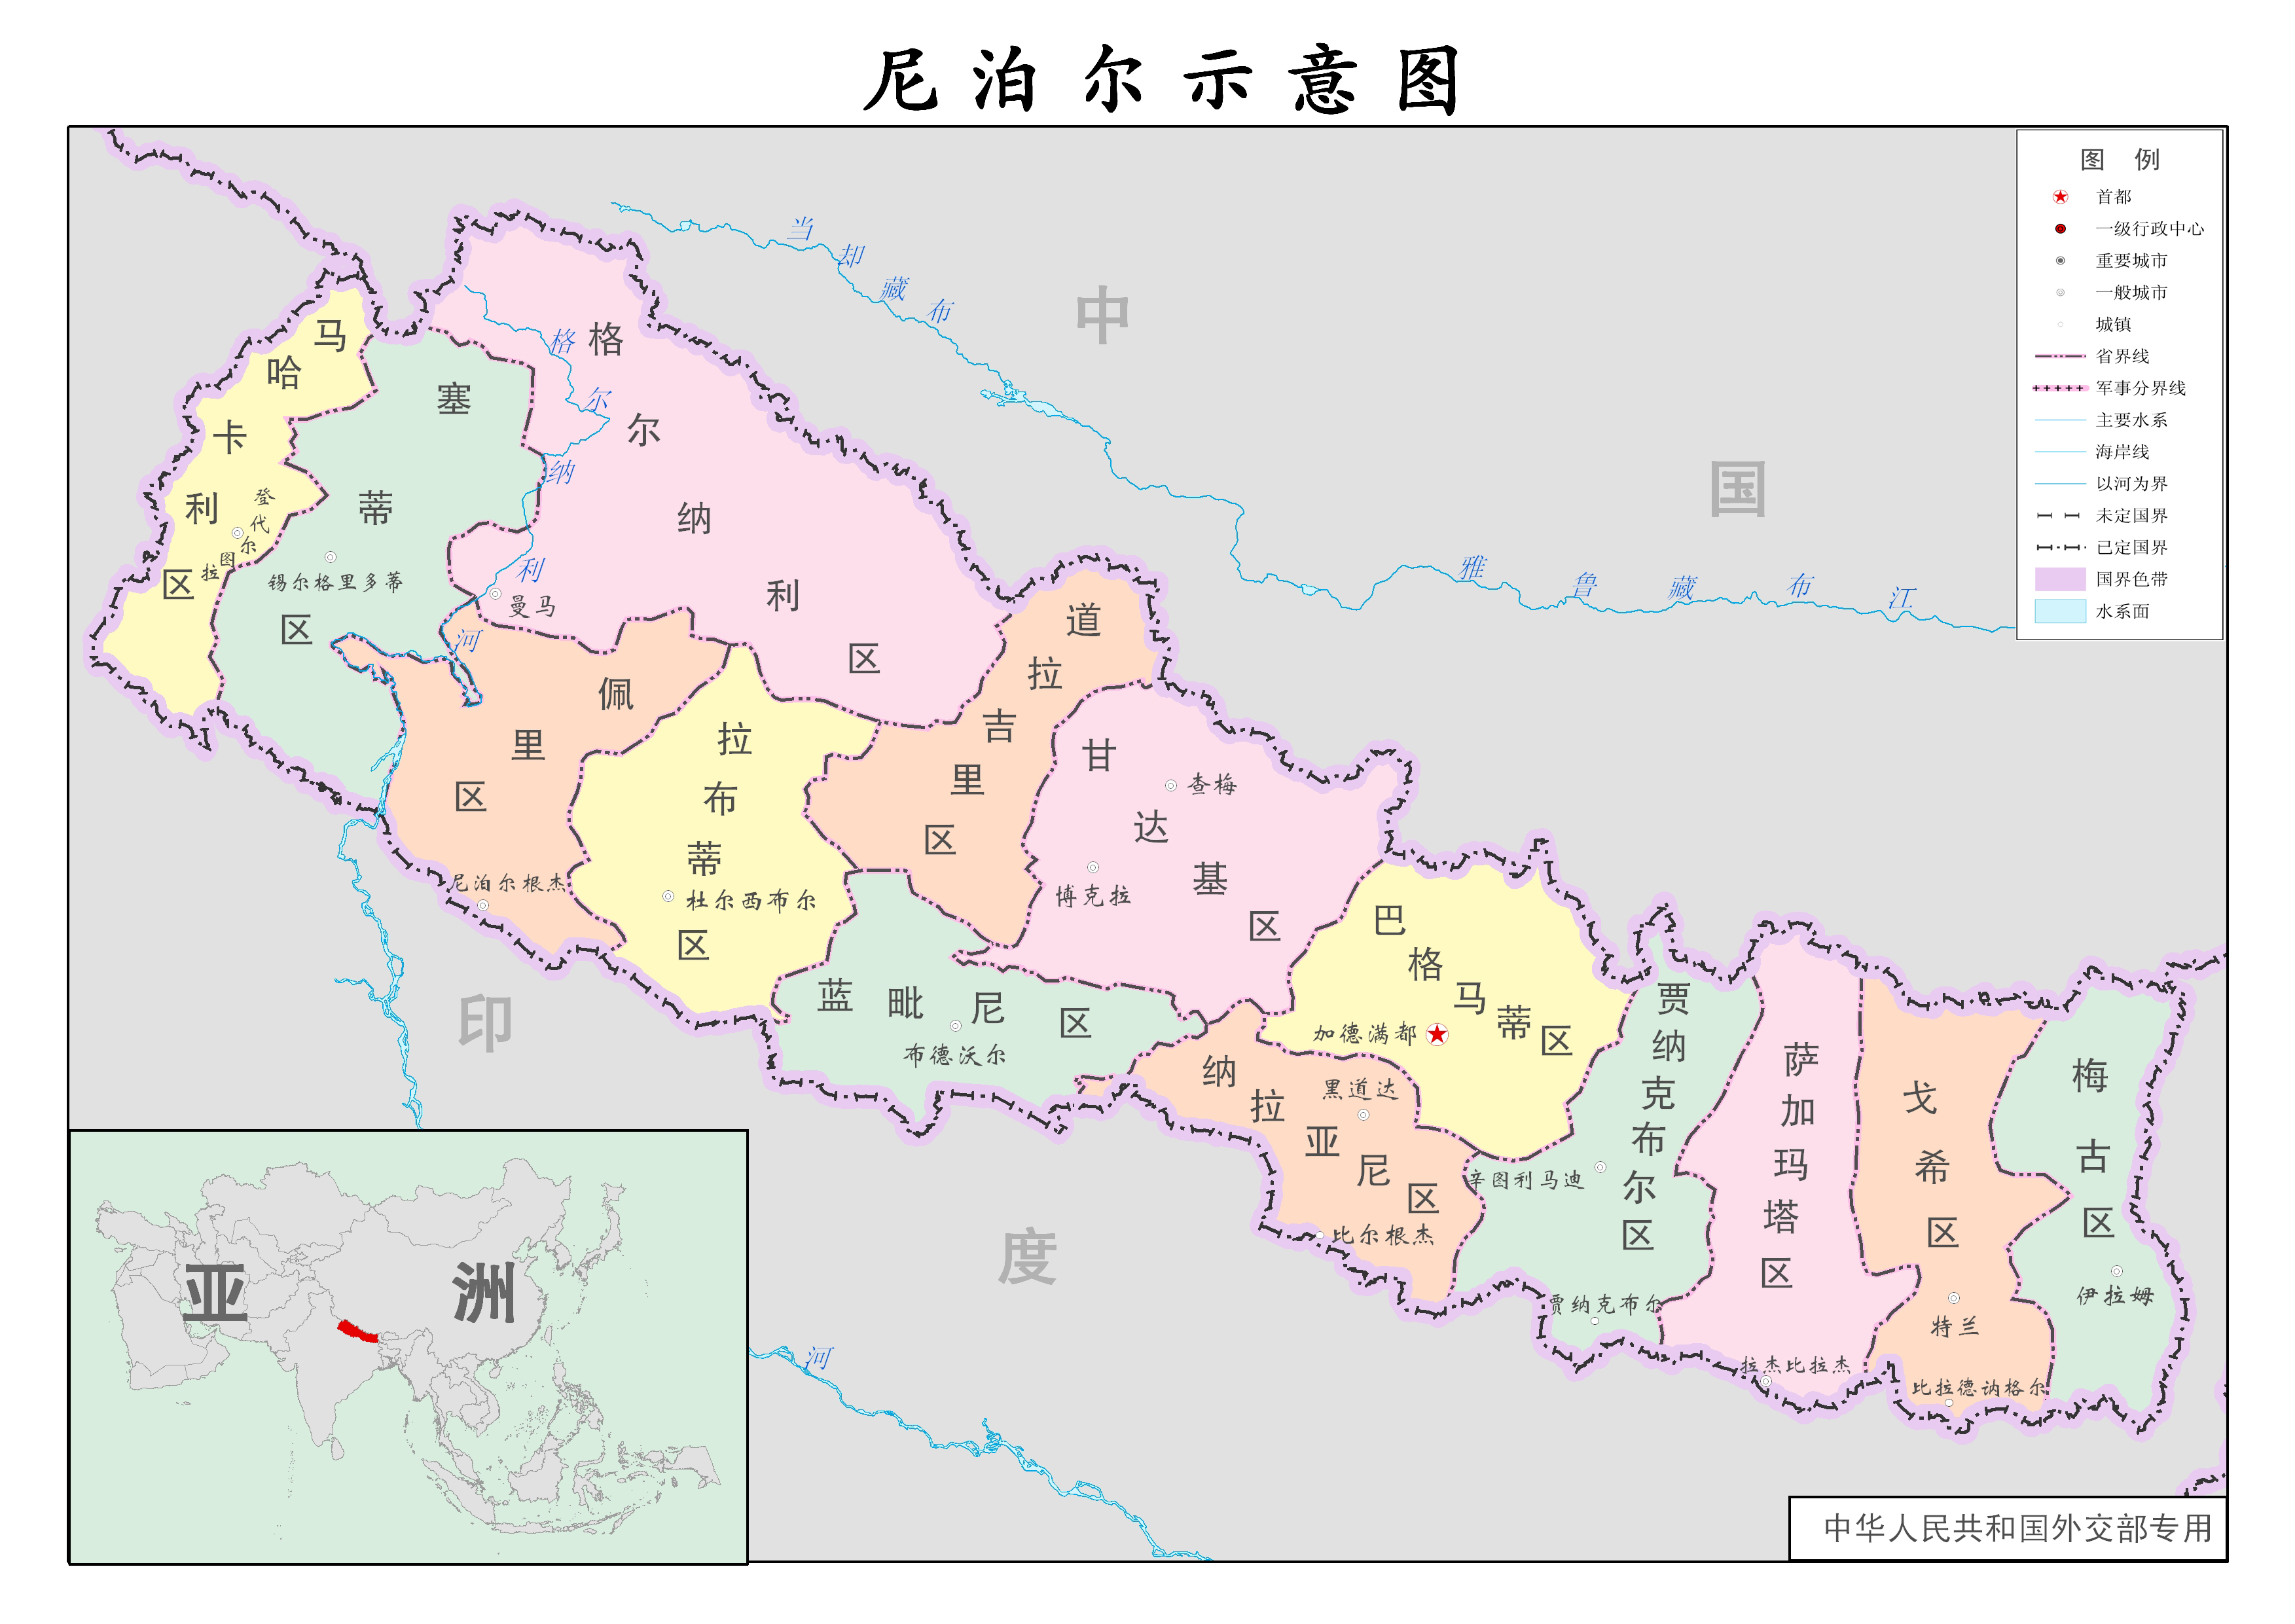 尼泊尔示意图
图 例
首都
一级行政中心
重要城市
一般城市
城镇
省界线
军事分界线
主要水系
海岸线
以河为界
未定国界
已定国界
国界色带
水系面
中国
印度
当却藏布
雅鲁藏布江
格尔纳利河
河
马哈卡利区
登代尔图拉
塞蒂区
锡尔格里多蒂
格尔纳利区
曼马
佩里区
尼泊尔根杰
拉布蒂区
杜尔西布尔
道拉吉里区
甘达基区
查梅
博克拉
蓝毗尼区
布德沃尔
巴格马蒂区
加德满都
纳拉亚尼区
黑道达
比尔根杰
贾纳克布尔区
辛图利马迪
贾纳克布尔
萨加玛塔区
拉杰比拉杰
戈希区
特兰
比拉德讷格尔
梅古区
伊拉姆
亚洲
中华人民共和国外交部专用